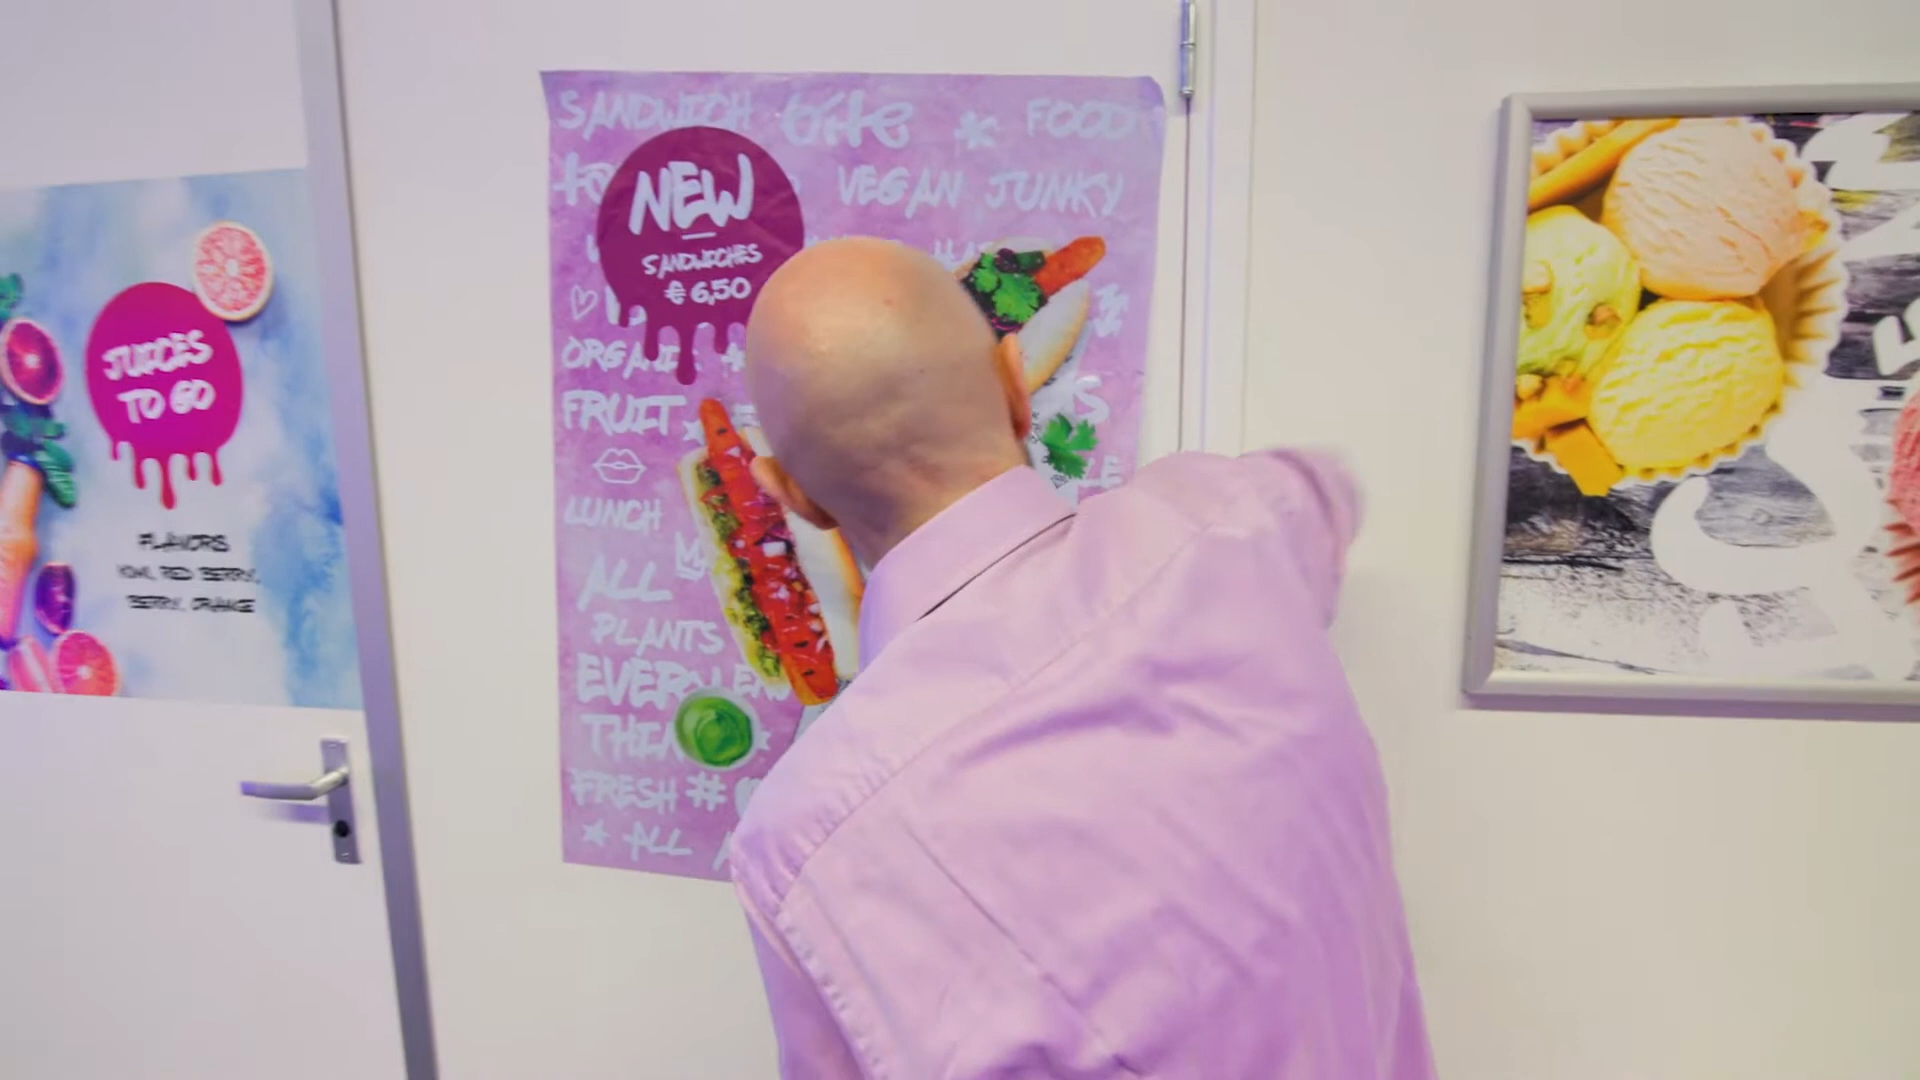 JUICES
TO GO
FLAVORS
KIWI, RED BERRY,
BERRY, ORANGE
SANDWICH bite * FOOD
VEGAN JUNKY
NEW
SANDWICHES
€ 6,50
FRUIT
LUNCH
ALL
PLANTS
FRESH #
ALL